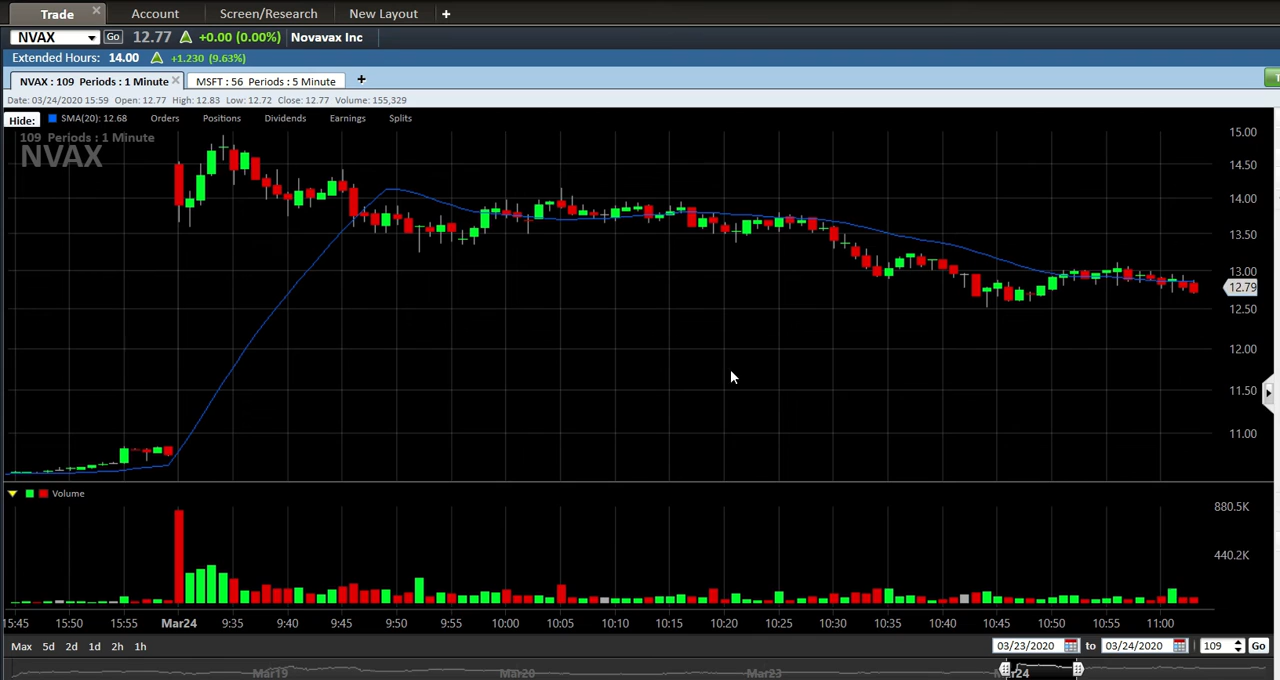 Trade Account Screen/Research New Layout +
NVAX Go 12.77 +0.00 (0.00%) Novavax Inc
Extended Hours: 14.00 +1.230 (9.63%)
NVAX : 109 Periods : 1 Minute MSFT : 56 Periods : 5 Minute +
Date: 03/24/2020 15:59 Open: 12.77 High: 12.83 Low: 12.72 Close: 12.77 Volume: 155,329
Hide: SMA(20): 12.68 Orders Positions Dividends Earnings Splits
109 Periods : 1 Minute
NVAX
15.00
14.50
14.00
13.50
13.00
12.79
12.50
12.00
11.50
11.00
Volume
880.5K
440.2K
15:45 15:50 15:55 Mar24 9:35 9:40 9:45 9:50 9:55 10:00 10:05 10:10 10:15 10:20 10:25 10:30 10:35 10:40 10:45 10:50 10:55 11:00
Max 5d 2d 1d 2h 1h 03/23/2020 to 03/24/2020 109 Go
Mar19 Mar20 Mar23